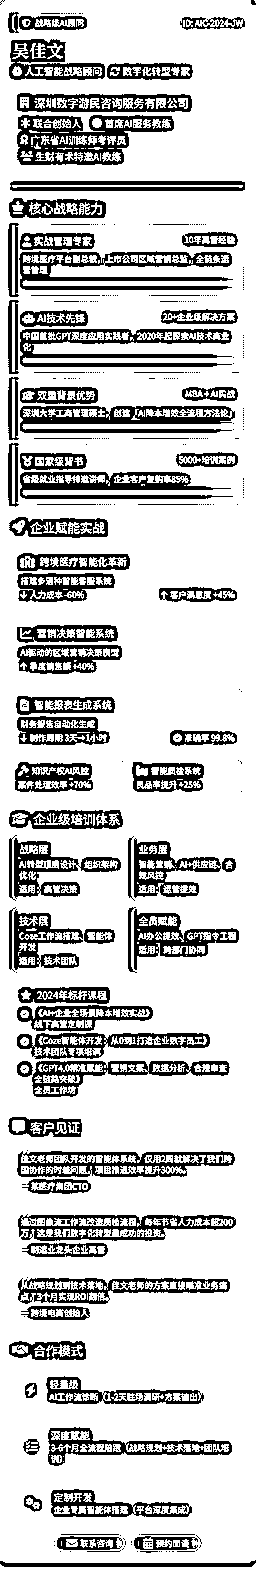 战略级AI顾问
ID: AIC-2024-JW
吴佳文
人工智能战略顾问 数字化转型专家
深圳数字游民咨询服务有限公司
联合创始人 首席AI服务教练
广东省AI训练师考评员
生财有术特邀AI教练
核心战略能力
实战管理专家
10年高管经验
跨境医疗平台副总裁，上市公司区域营销总监，全链条运营管理
AI技术先锋
20+企业级解决方案
中国首批GPT深度应用实践者，2020年起探索AI技术商业化
双重背景优势
MBA+AI实战
深圳大学工商管理硕士，创建「AI降本增效全流程方法论」
国家级背书
5000+培训案例
省级就业指导特邀讲师，企业客户复购率85%
企业赋能实战
跨境医疗智能化革新
搭建多语种智能客服系统
↓人力成本-60%
↑客户满意度+45%
营销决策智能系统
AI驱动的区域营销决策模型
↑季度销售额+40%
智能报表生成系统
财务报告自动化生成
↓制作周期 3天→1小时
准确率 99.8%
知识产权AI风控
案件处理效率+70%
智能质检系统
良品率提升+25%
企业级培训体系
战略层
AI转型顶层设计、组织架构优化
适用：高管决策
业务层
智能营销、AI+供应链、合规风控
适用：运营提效
技术层
Coze工作流搭建、智能体开发
适用：技术团队
全员赋能
AI办公提效、GPT指令工程
适用：跨部门协同
2024年标杆课程
《AI+企业全场景降本增效实战》
线下高管定制课
《Coze智能体开发：从0到1打造企业数字员工》
技术团队专项培训
《GPT4.0精准赋能：营销文案、数据分析、合规审查全链路突破》
全员工作坊
客户见证
佳文老师团队开发的智能体系统，仅用2周就解决了我们跨国协作的时差问题，项目推进效率提升300%。
—某医疗集团CTO
通过图像流工作流改造质检流程，每年节省人力成本超200万，这是我们数字化转型最成功的投资。
—制造业龙头企业高管
从战略规划到技术落地，佳文老师的方案直接瞄准业务痛点，3个月实现ROI翻倍。
—跨境电商创始人
合作模式
轻量级
AI工作流诊断（1-2天驻场调研+方案输出）
深度赋能
3-6个月全流程陪跑（战略规划+技术落地+团队培训）
定制开发
企业专属智能体搭建（平台深度集成）
联系咨询
预约面谈